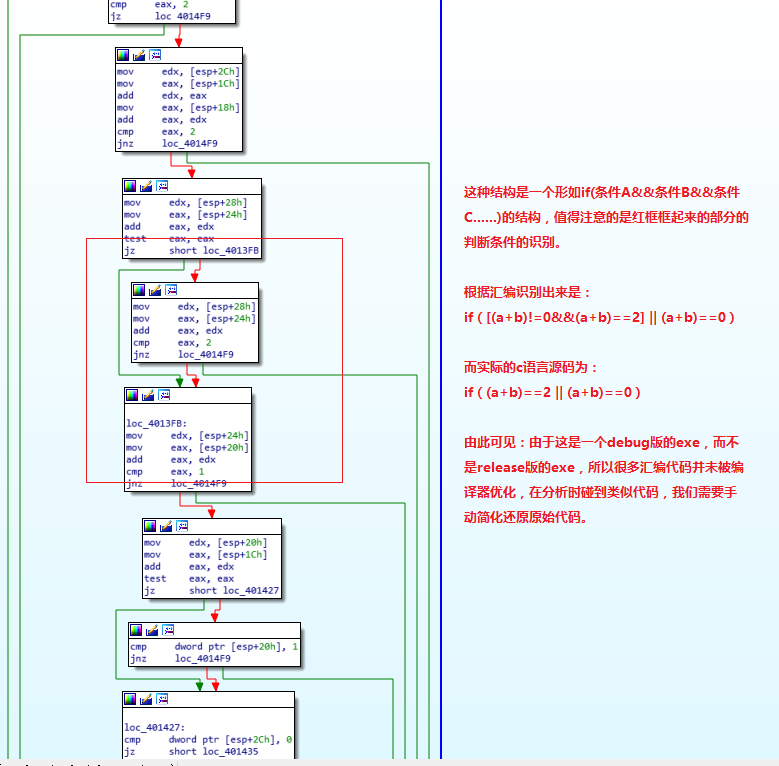 cmp eax, 2
jz loc_4014F9
mov edx, [esp+2Ch]
mov eax, [esp+1Ch]
add edx, eax
mov eax, [esp+18h]
add eax, edx
cmp eax, 2
jnz loc_4014F9
mov edx, [esp+28h]
mov eax, [esp+24h]
add eax, edx
test eax, eax
jz short loc_4013FB
mov edx, [esp+28h]
mov eax, [esp+24h]
add eax, edx
cmp eax, 2
jnz loc_4014F9
loc_4013FB:
mov edx, [esp+24h]
mov eax, [esp+20h]
add eax, edx
cmp eax, 1
jnz loc_4014F9
mov edx, [esp+20h]
mov eax, [esp+1Ch]
add eax, edx
test eax, eax
jz short loc_401427
cmp dword ptr [esp+20h], 1
jnz loc_4014F9
loc_401427:
cmp dword ptr [esp+2Ch], 0
jz short loc_401435
这种结构是一个形如if(条件A&&条件B&&条件
C......)的结构，值得注意的是红框框起来的部分的
判断条件的识别。
根据汇编识别出来是：
if（[(a+b)!=0&&(a+b)==2] || (a+b)==0）
而实际的c语言源码为：
if（(a+b)==2 || (a+b)==0）
由此可见：由于这是一个debug版的exe，而不
是release版的exe，所以很多汇编代码并未被编
译器优化，在分析时碰到类似代码，我们需要手
动简化还原原始代码。